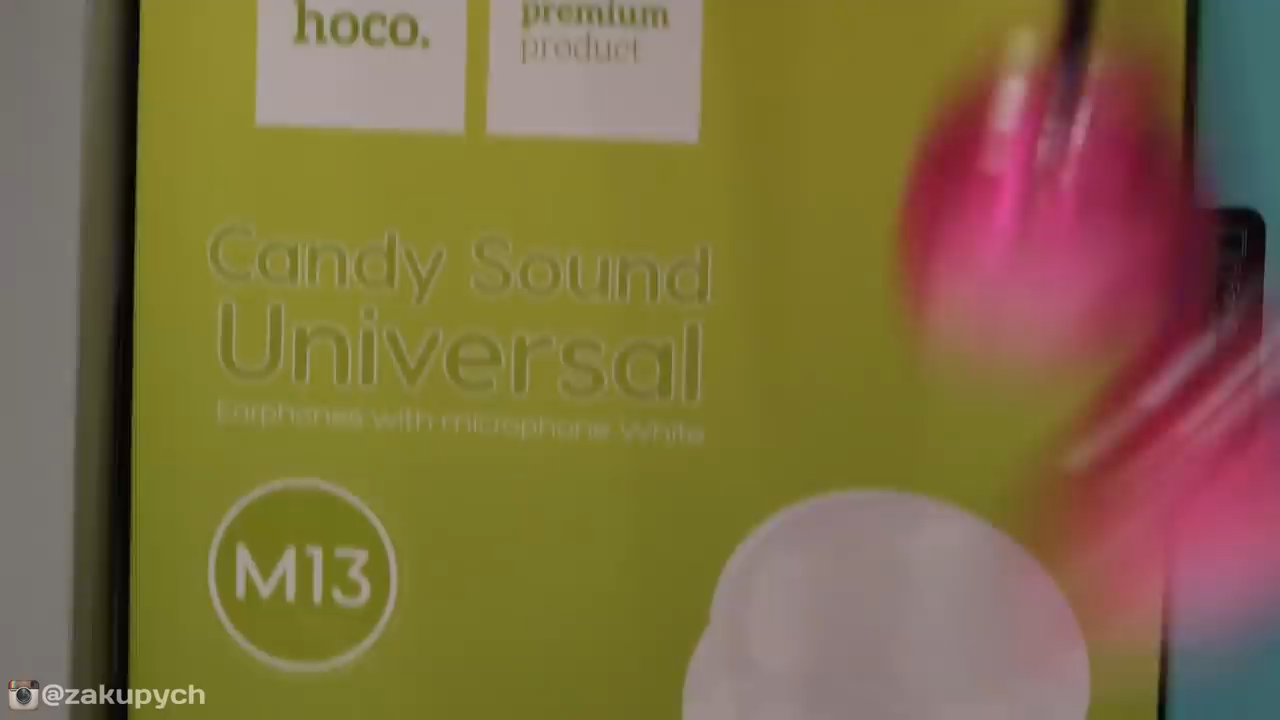 hoco.
premium
product
Candy Sound
Universal
Earphones with microphone White
M13
@zakupych